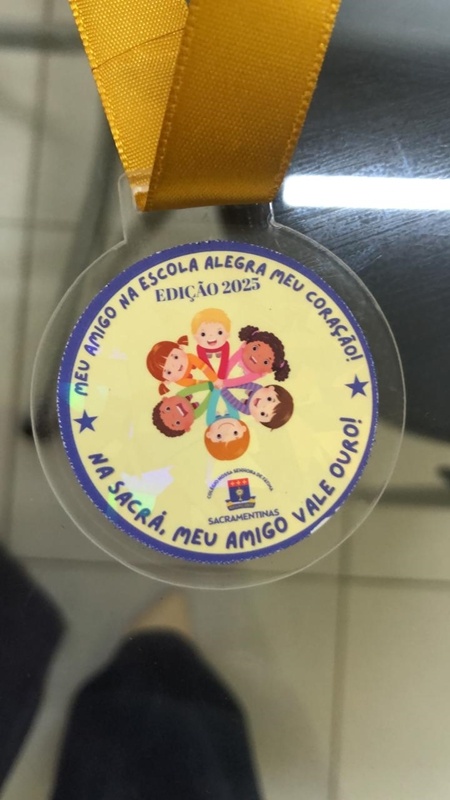 MEU AMIGO NA ESCOLA ALEGRA MEU CORAÇÃO!
EDIÇÃO 2025
SACRAMENTINAS
NA SACRÁ, MEU AMIGO VALE OURO!